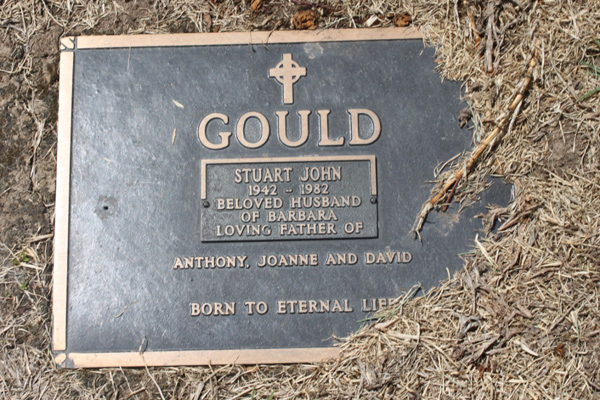 GOULD
STUART JOHN
1942 - 1982
BELOVED HUSBAND
OF BARBARA
LOVING FATHER OF
ANTHONY, JOANNE AND DAVID
BORN TO ETERNAL LIFE